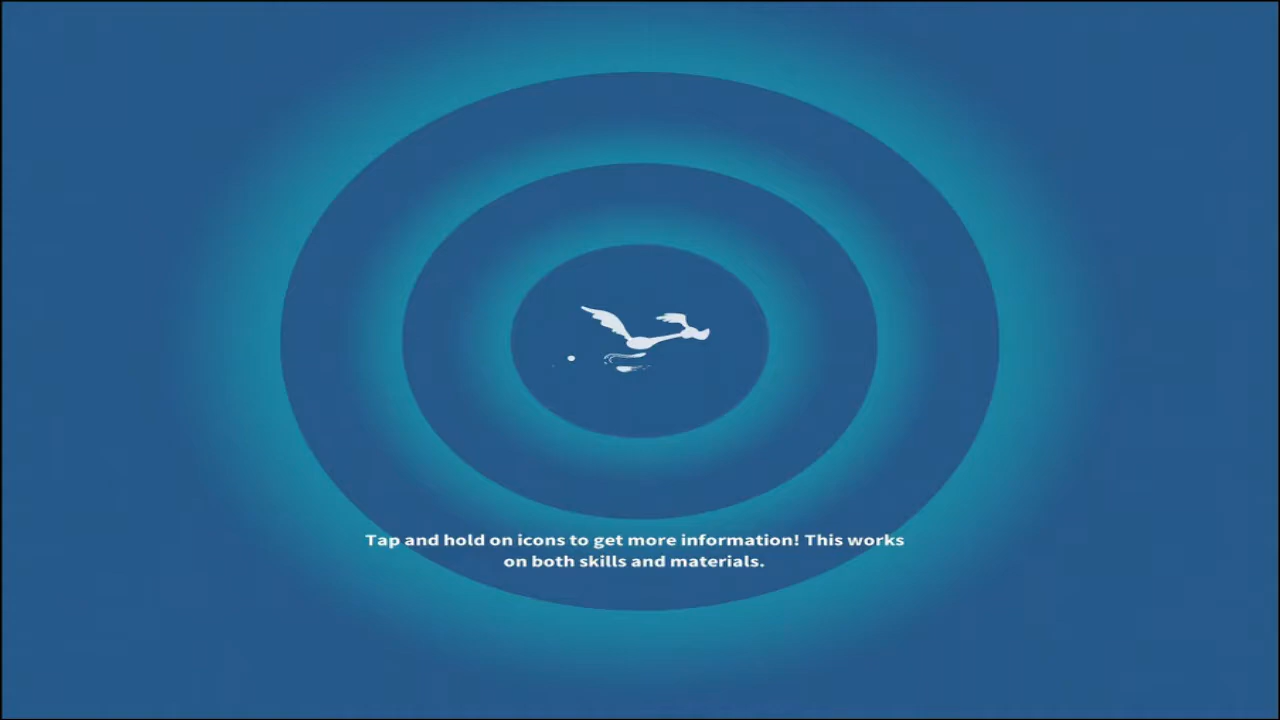 Tap and hold on icons to get more information! This works
on both skills and materials.